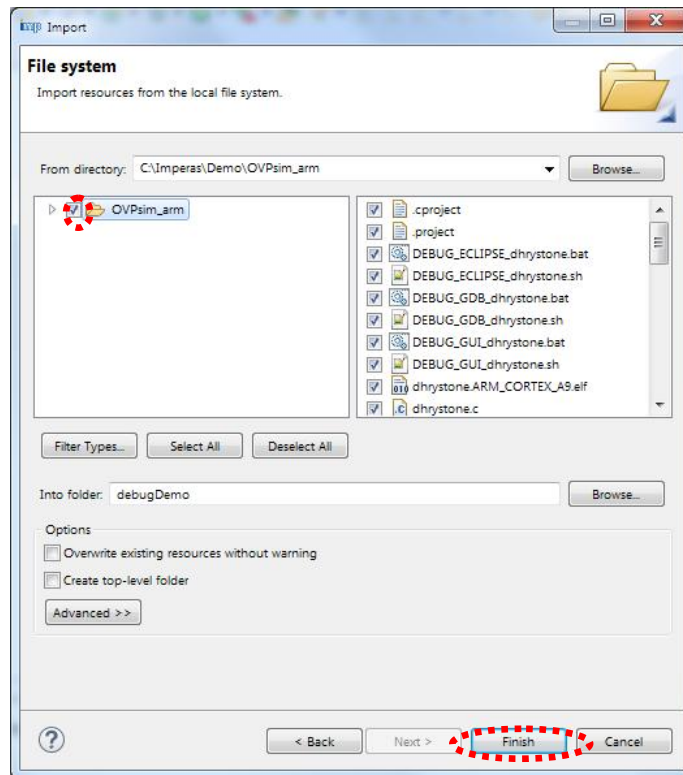 Import
File system
Import resources from the local file system.
From directory: C:\Imperas\Demo\OVPsim_arm
Browse...
OVPsim_arm
.cproject
.project
DEBUG_ECLIPSE_dhrystone.bat
DEBUG_ECLIPSE_dhrystone.sh
DEBUG_GDB_dhrystone.bat
DEBUG_GDB_dhrystone.sh
DEBUG_GUI_dhrystone.bat
DEBUG_GUI_dhrystone.sh
dhrystone.ARM_CORTEX_A9.elf
dhrystone.c
Filter Types... Select All Deselect All
Into folder: debugDemo Browse...
Options
Overwrite existing resources without warning
Create top-level folder
Advanced >>
< Back Next > Finish Cancel